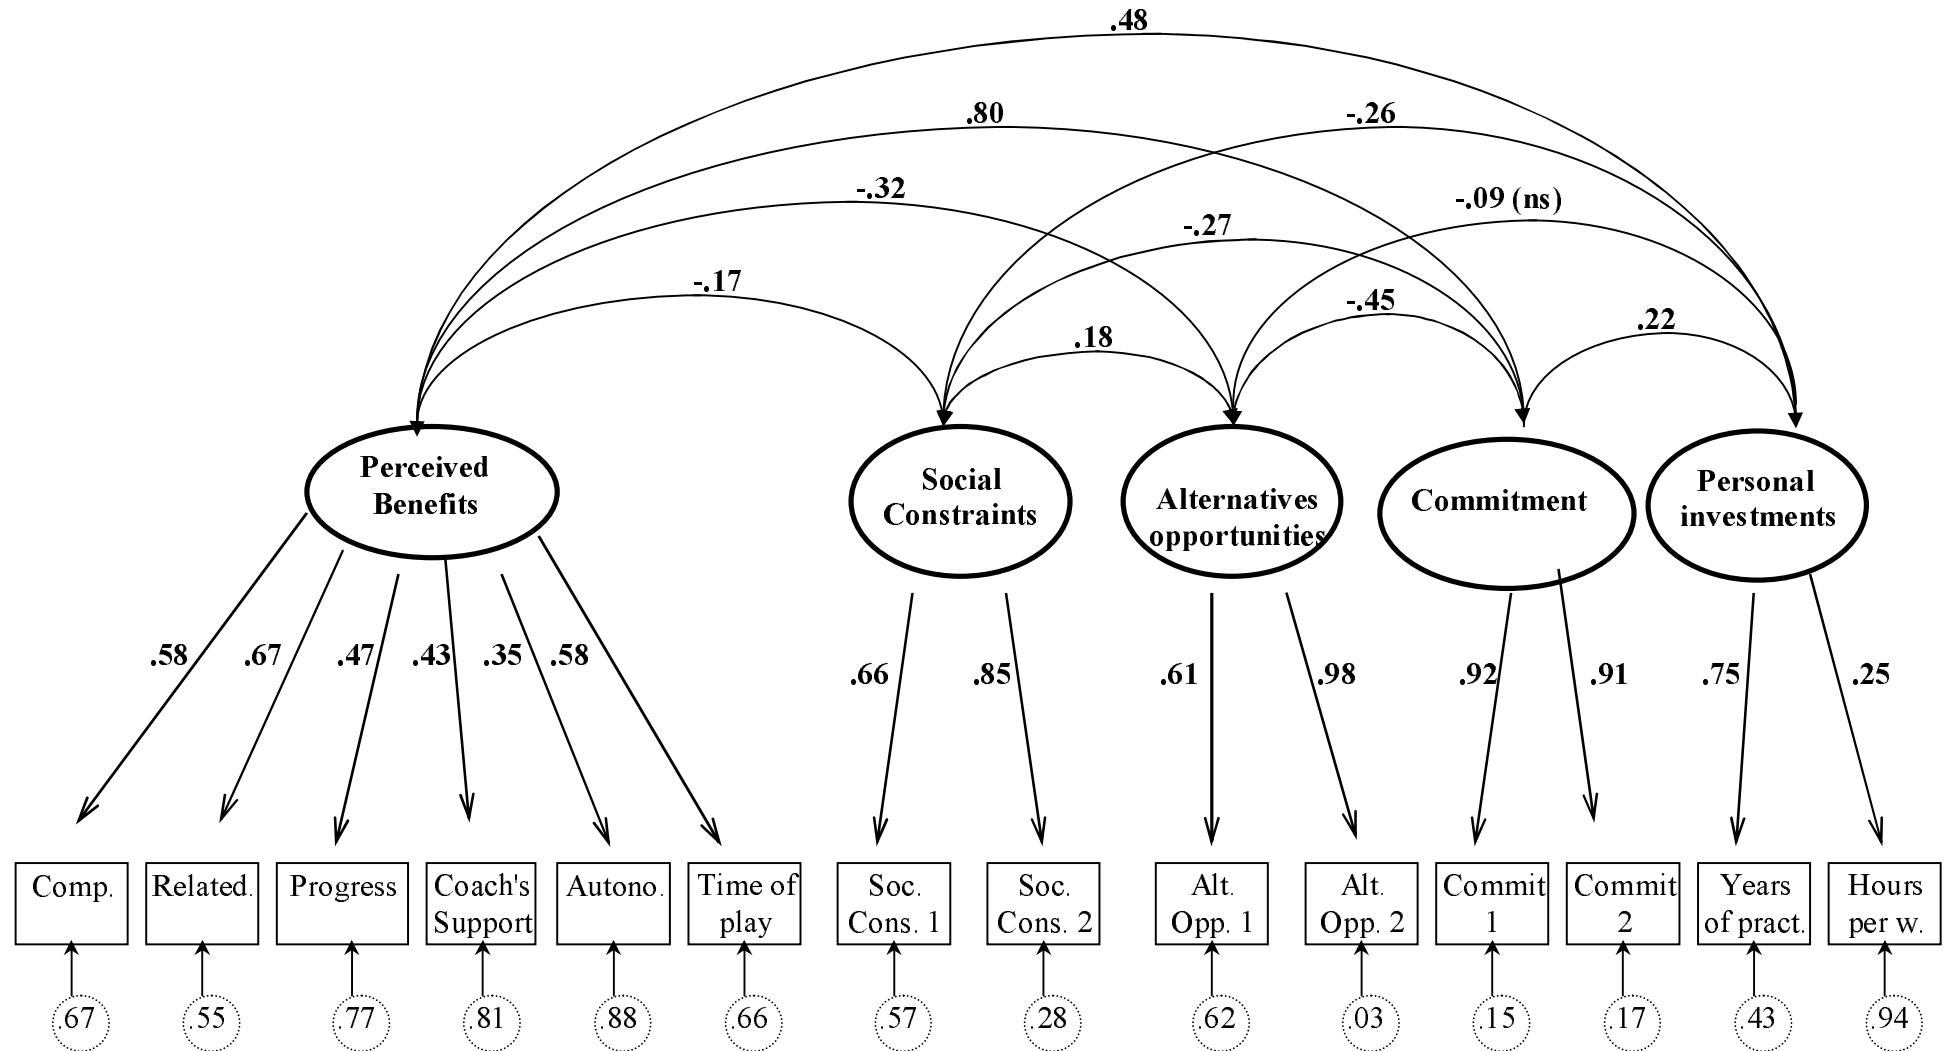 .48
.80
-.26
-.32
-.09 (ns)
-.27
-.17
-.45
.22
.18
Perceived
Benefits
Social
Constraints
Alternatives
opportunities
Commitment
Personal
investments
.58
.67
.47
.43
.35
.58
.66
.85
.61
.98
.92
.91
.75
.25
Comp.
Related.
Progress
Coach's
Support
Autono.
Time of
play
Soc.
Cons. 1
Soc.
Cons. 2
Alt.
Opp. 1
Alt.
Opp. 2
Commit
1
Commit
2
Years
of pract.
Hours
per w.
.67
.55
.77
.81
.88
.66
.57
.28
.62
.03
.15
.17
.43
.94